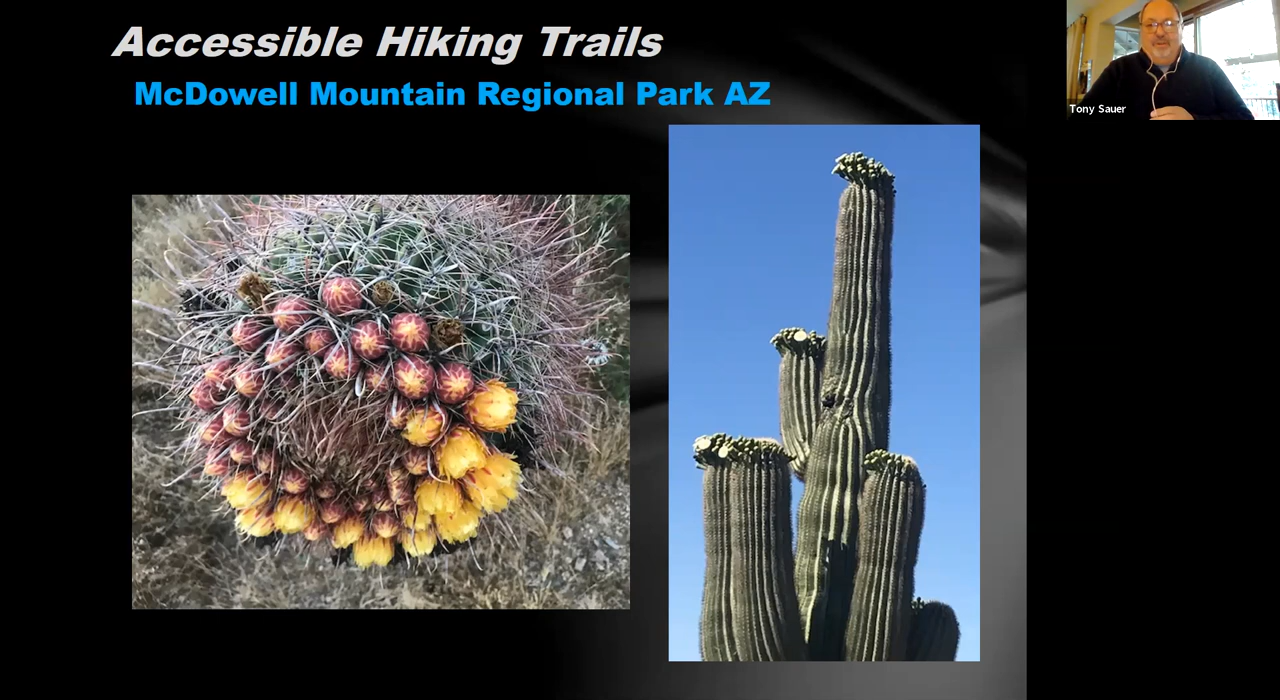 Accessible Hiking Trails
McDowell Mountain Regional Park AZ
Tony Sauer